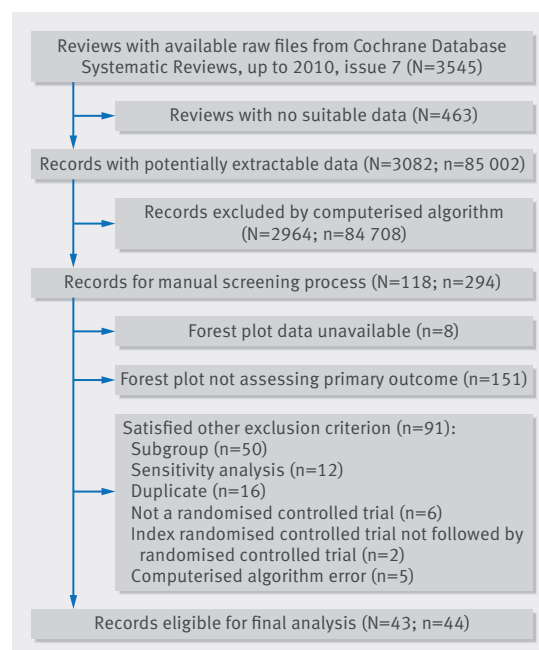 Reviews with available raw files from Cochrane Database
Systematic Reviews, up to 2010, issue 7 (N=3545)
Reviews with no suitable data (N=463)
Records with potentially extractable data (N=3082; n=85 002)
Records excluded by computerised algorithm
(N=2964; n=84 708)
Records for manual screening process (N=118; n=294)
Forest plot data unavailable (n=8)
Forest plot not assessing primary outcome (n=151)
Satisfied other exclusion criterion (n=91):
Subgroup (n=50)
Sensitivity analysis (n=12)
Duplicate (n=16)
Not a randomised controlled trial (n=6)
Index randomised controlled trial not followed by
randomised controlled trial (n=2)
Computerised algorithm error (n=5)
Records eligible for final analysis (N=43; n=44)